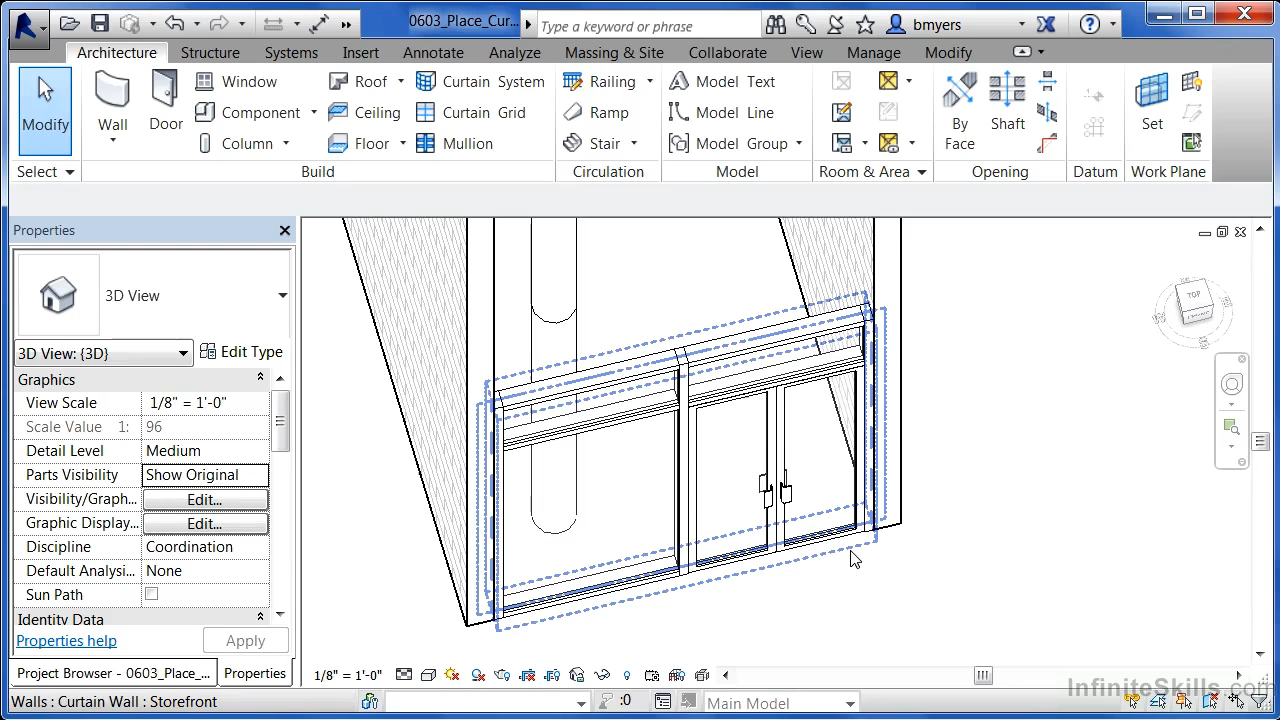 0603_Place_Cur...
Type a keyword or phrase
bmyers
Architecture Structure Systems Insert Annotate Analyze Massing & Site Collaborate View Manage Modify
Modify
Wall
Door
Window
Component
Column
Roof
Ceiling
Floor
Curtain System
Curtain Grid
Mullion
Railing
Ramp
Stair
Model Text
Model Line
Model Group
By Face
Shaft
Set
Select
Build
Circulation
Model
Room & Area
Opening
Datum
Work Plane
Properties
3D View
3D View: {3D}
Edit Type
Graphics
View Scale 1/8" = 1'-0"
Scale Value 1: 96
Detail Level Medium
Parts Visibility Show Original
Visibility/Graph... Edit...
Graphic Display... Edit...
Discipline Coordination
Default Analysi... None
Sun Path
Identity Data
Properties help
Apply
Project Browser - 0603_Place_...
Properties
TOP
1/8" = 1'-0"
Walls : Curtain Wall : Storefront
:0
Main Model
InfiniteSkills.com